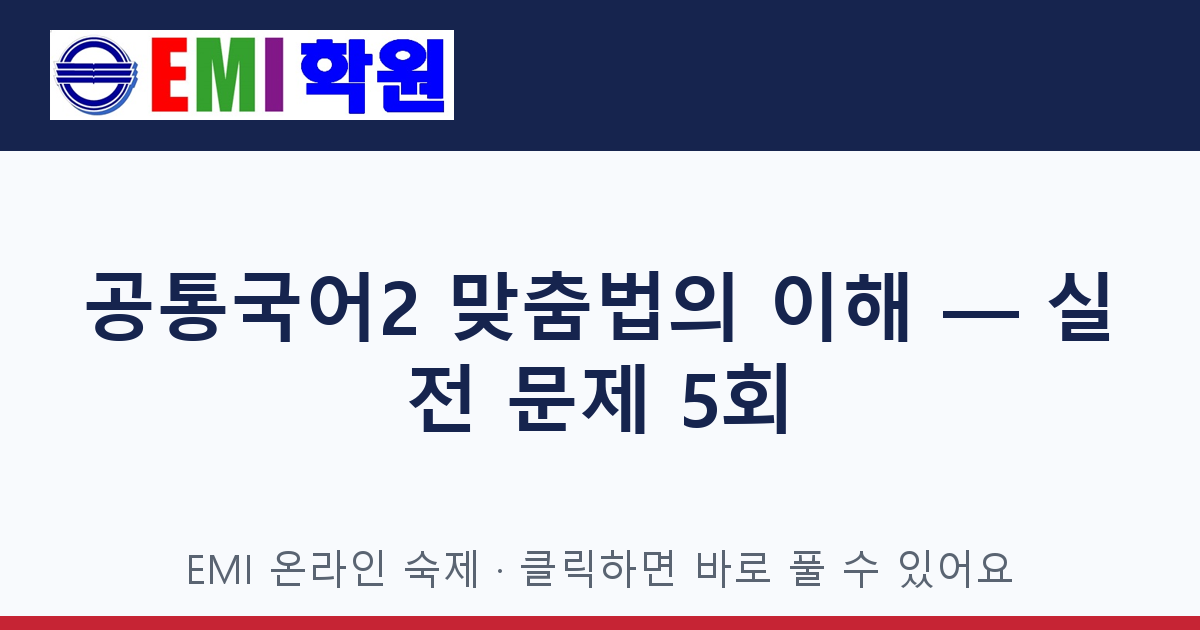 EMI 학원
공통국어2 맞춤법의 이해 — 실
전 문제 5회
EMI 온라인 숙제 · 클릭하면 바로 풀 수 있어요